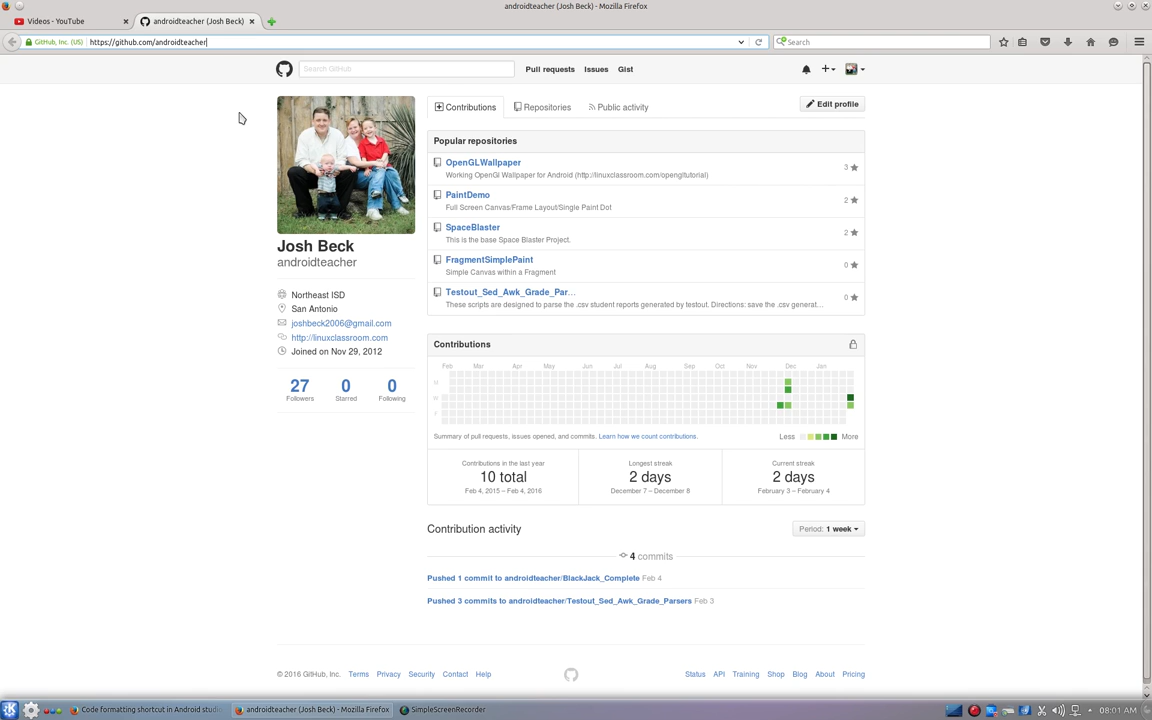 androidteacher (Josh Beck) - Mozilla Firefox
Videos - YouTube
androidteacher (Josh Beck)
GitHub, Inc. (US)
https://github.com/androidteacher
Search
Search GitHub
Pull requests
Issues
Gist
Contributions
Repositories
Public activity
Edit profile
Popular repositories
OpenGLWallpaper
3
Working OpenGl Wallpaper for Android (http://linuxclassroom.com/opengltutorial)
PaintDemo
2
Full Screen Canvas/Frame Layout/Single Paint Dot
SpaceBlaster
2
This is the base Space Blaster Project.
FragmentSimplePaint
0
Simple Canvas within a Fragment
Testout_Sed_Awk_Grade_Par...
0
These scripts are designed to parse the .csv student reports generated by testout. Directions: save the .csv generat...
Josh Beck
androidteacher
Northeast ISD
San Antonio
joshbeck2006@gmail.com
http://linuxclassroom.com
Joined on Nov 29, 2012
27
Followers
0
Starred
0
Following
Contributions
Feb Mar Apr May Jun Jul Aug Sep Oct Nov Dec Jan
M
W
F
Summary of pull requests, issues opened, and commits. Learn how we count contributions.
Less
More
Contributions in the last year
10 total
Feb 4, 2015 – Feb 4, 2016
Longest streak
2 days
December 7 – December 8
Current streak
2 days
February 3 – February 4
Contribution activity
Period: 1 week
4 commits
Pushed 1 commit to androidteacher/BlackJack_Complete Feb 4
Pushed 3 commits to androidteacher/Testout_Sed_Awk_Grade_Parsers Feb 3
© 2016 GitHub, Inc. Terms Privacy Security Contact Help
Status API Training Shop Blog About Pricing
Code formatting shortcut in Android studi
androidteacher (Josh Beck) - Mozilla Firefox
SimpleScreenRecorder
08:01 AM